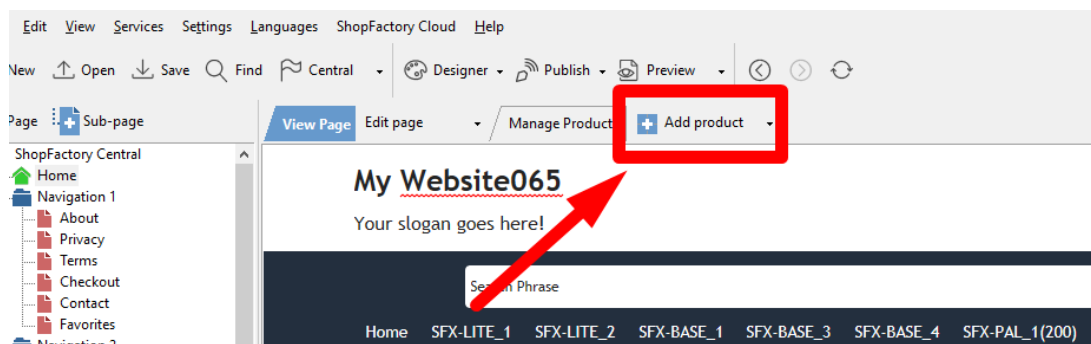 Edit View Services Settings Languages ShopFactory Cloud Help
New Open Save Find Central Designer Publish Preview
Page Sub-page
View Page Edit page Manage Product Add product
ShopFactory Central
Home
Navigation 1
About
Privacy
Terms
Checkout
Contact
Favorites
My Website065
Your slogan goes here!
Search Phrase
Home SFX-LITE_1 SFX-LITE_2 SFX-BASE_1 SFX-BASE_3 SFX-BASE_4 SFX-PAL_1(200)